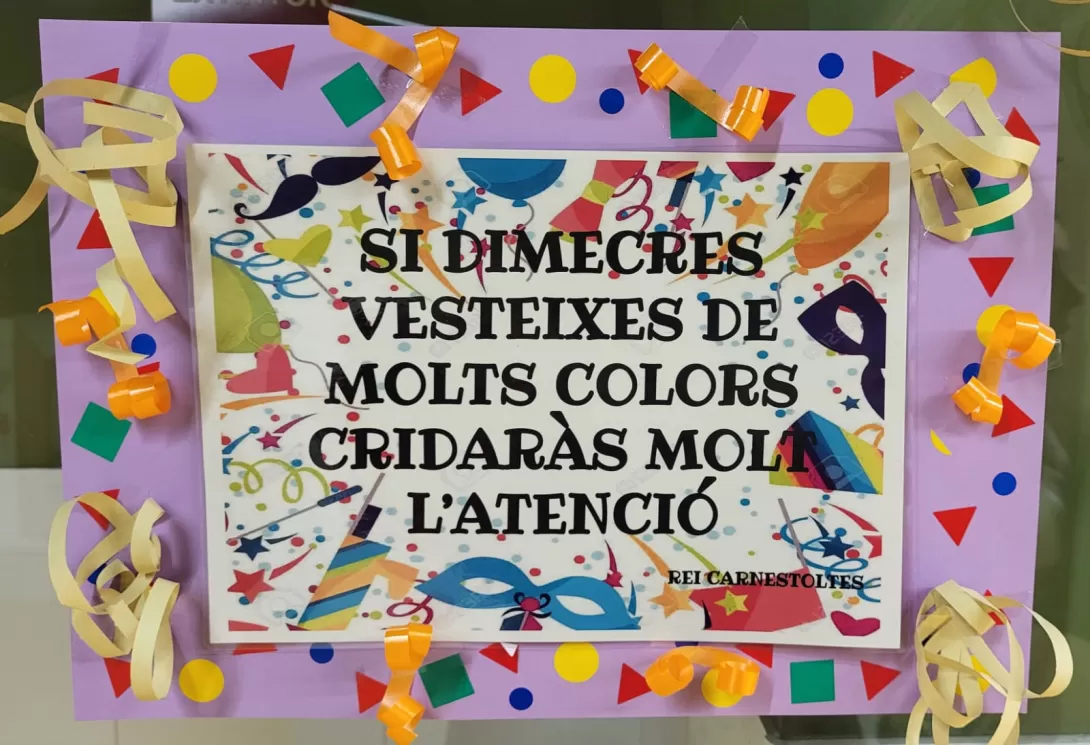 SI DIMECRES
VESTEIXES DE
MOLTS COLORS
CRIDARÀS MOLT
L'ATENCIÓ
REI CARNESTOLTES